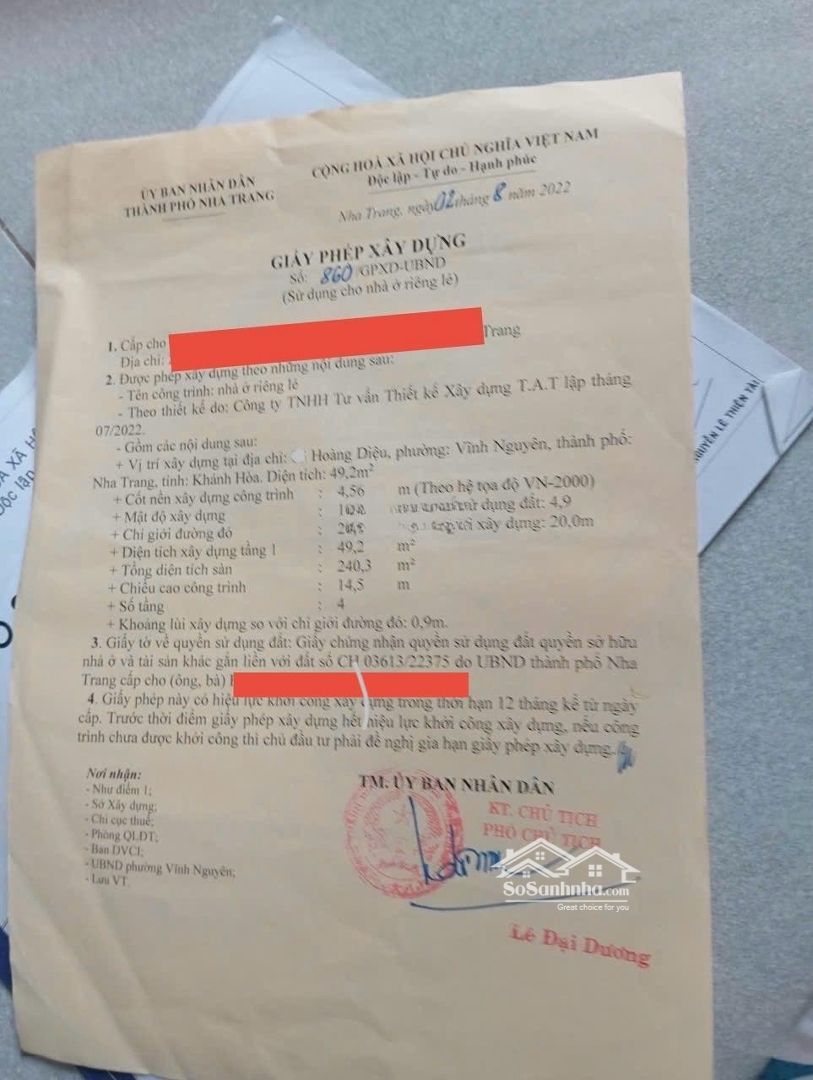 ỦY BAN NHÂN DÂN
THÀNH PHỐ NHA TRANG
CỘNG HOÀ XÃ HỘI CHỦ NGHĨA VIỆT NAM
Độc lập - Tự do - Hạnh phúc
Nha Trang, ngày 02 tháng 8 năm 2022
GIẤY PHÉP XÂY DỰNG
Số: 860/GPXD-UBND
(Sử dụng cho nhà ở riêng lẻ)
1. Cấp cho Trang
Địa chỉ:
2. Được phép xây dựng theo những nội dung sau:
- Tên công trình: nhà ở riêng lẻ
- Theo thiết kế do: Công ty TNHH Tư vấn Thiết kế Xây dựng T.A.T lập tháng
07/2022.
- Gồm các nội dung sau:
+ Vị trí xây dựng tại địa chỉ: Hoàng Diệu, phường: Vĩnh Nguyên, thành phố:
Nha Trang, tỉnh: Khánh Hòa. Diện tích: 49,2m²
+ Cốt nền xây dựng công trình : 4,56 m (Theo hệ tọa độ VN-2000)
+ Mật độ xây dựng : sử dụng đất: 4,9
+ Chỉ giới đường đỏ : xây dựng: 20,0m
+ Diện tích xây dựng tầng 1 : 49,2 m²
+ Tổng diện tích sàn : 240,3 m²
+ Chiều cao công trình : 14,5 m
+ Số tầng : 4
+ Khoảng lùi xây dựng so với chỉ giới đường đỏ: 0,9m.
3. Giấy tờ về quyền sử dụng đất: Giấy chứng nhận quyền sử dụng đất quyền sở hữu
nhà ở và tài sản khác gắn liền với đất số CH 03613/22375 do UBND thành phố Nha
Trang cấp cho (ông, bà)
4. Giấy phép này có hiệu lực khởi công xây dựng trong thời hạn 12 tháng kể từ ngày
cấp. Trước thời điểm giấy phép xây dựng hết hiệu lực khởi công xây dựng, nếu công
trình chưa được khởi công thì chủ đầu tư phải đề nghị gia hạn giấy phép xây dựng.
Nơi nhận:
- Như điểm 1;
- Sở Xây dựng;
- Chi cục thuế;
- Phòng QLĐT;
- Ban DVCI;
- UBND phường Vĩnh Nguyên;
- Lưu VT.
TM. ỦY BAN NHÂN DÂN
KT. CHỦ TỊCH
PHÓ CHỦ TỊCH
SoSanhnha.com
Great choice for you
Lê Đại Dương
NGUYỄN LÊ THIÊN TÀI